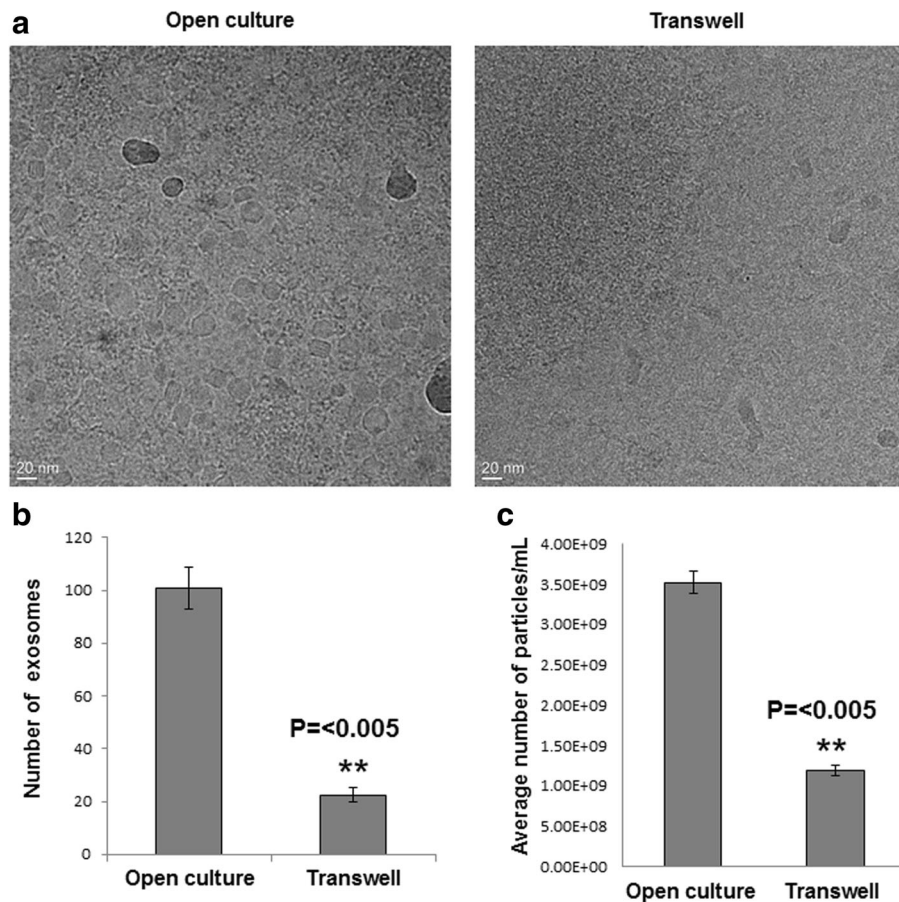 a
Open culture
Transwell
20 nm
20 nm
b
Number of exosomes
120
100
80
60
40
20
0
P=<0.005
**
Open culture
Transwell
c
Average number of particles/mL
4.00E+09
3.50E+09
3.00E+09
2.50E+09
2.00E+09
1.50E+09
1.00E+09
5.00E+08
0.00E+00
P=<0.005
**
Open culture
Transwell